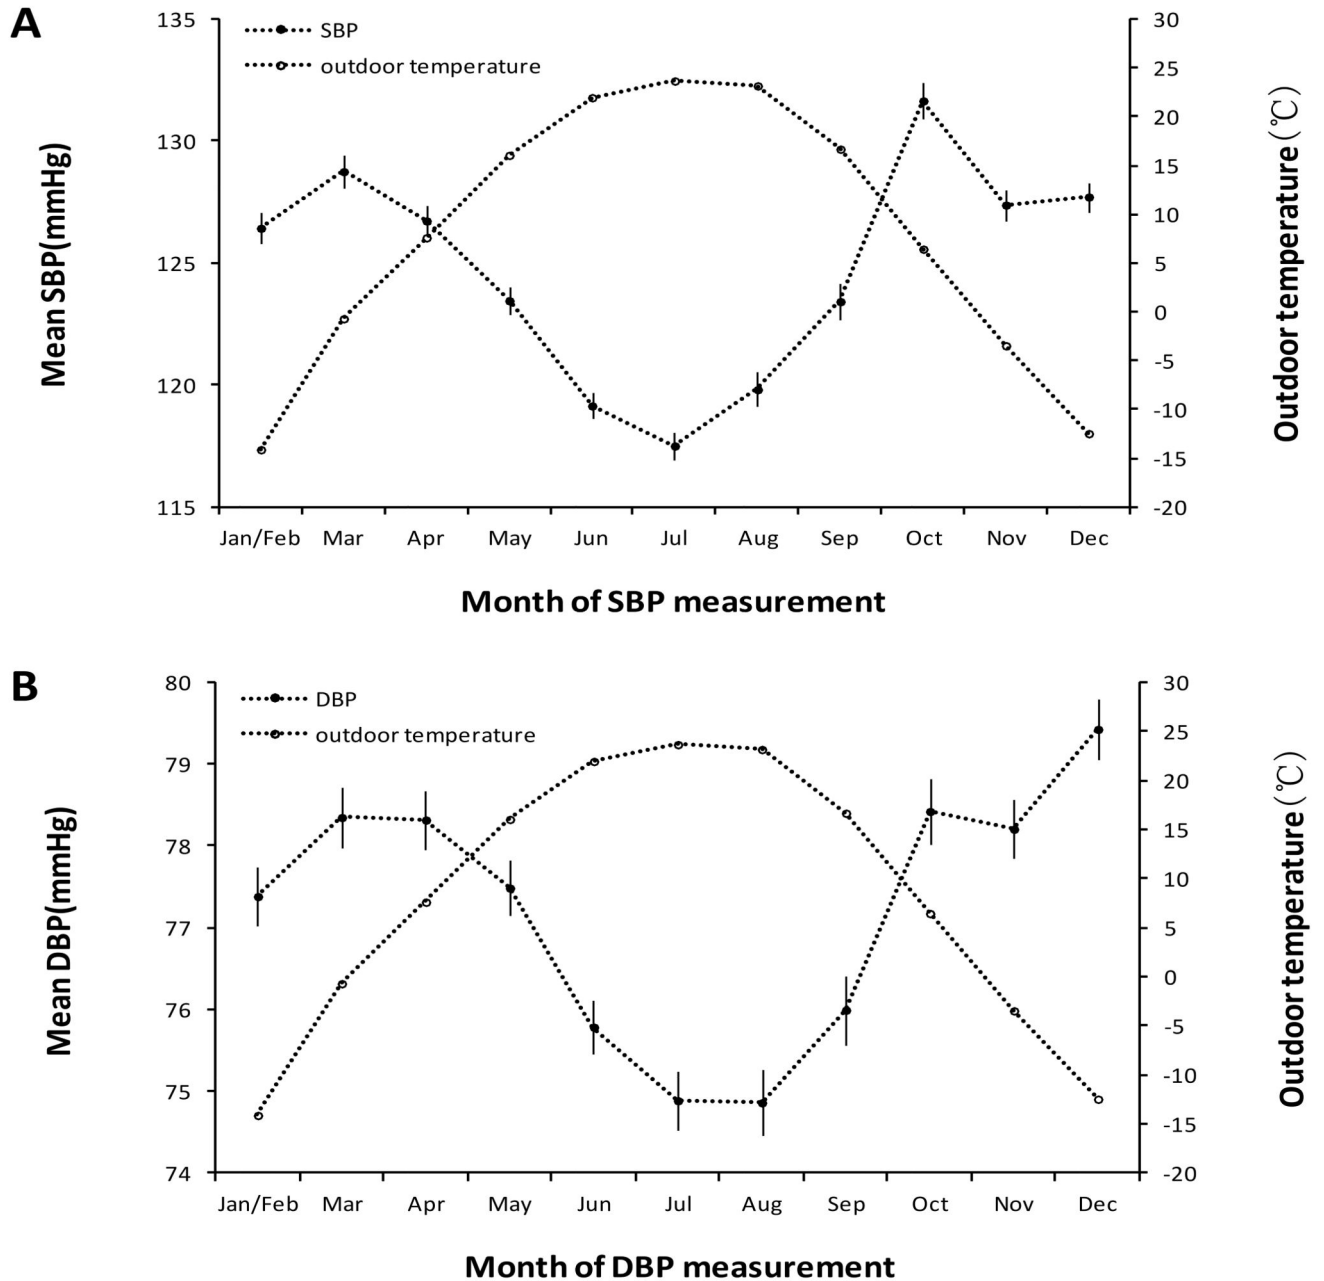 A
SBP
outdoor temperature
135
130
125
120
115
Mean SBP(mmHg)
30
25
20
15
10
5
0
-5
-10
-15
-20
Outdoor temperature(℃)
Jan/Feb Mar Apr May Jun Jul Aug Sep Oct Nov Dec
Month of SBP measurement
B
DBP
outdoor temperature
80
79
78
77
76
75
74
Mean DBP(mmHg)
30
25
20
15
10
5
0
-5
-10
-15
-20
Outdoor temperature(℃)
Jan/Feb Mar Apr May Jun Jul Aug Sep Oct Nov Dec
Month of DBP measurement